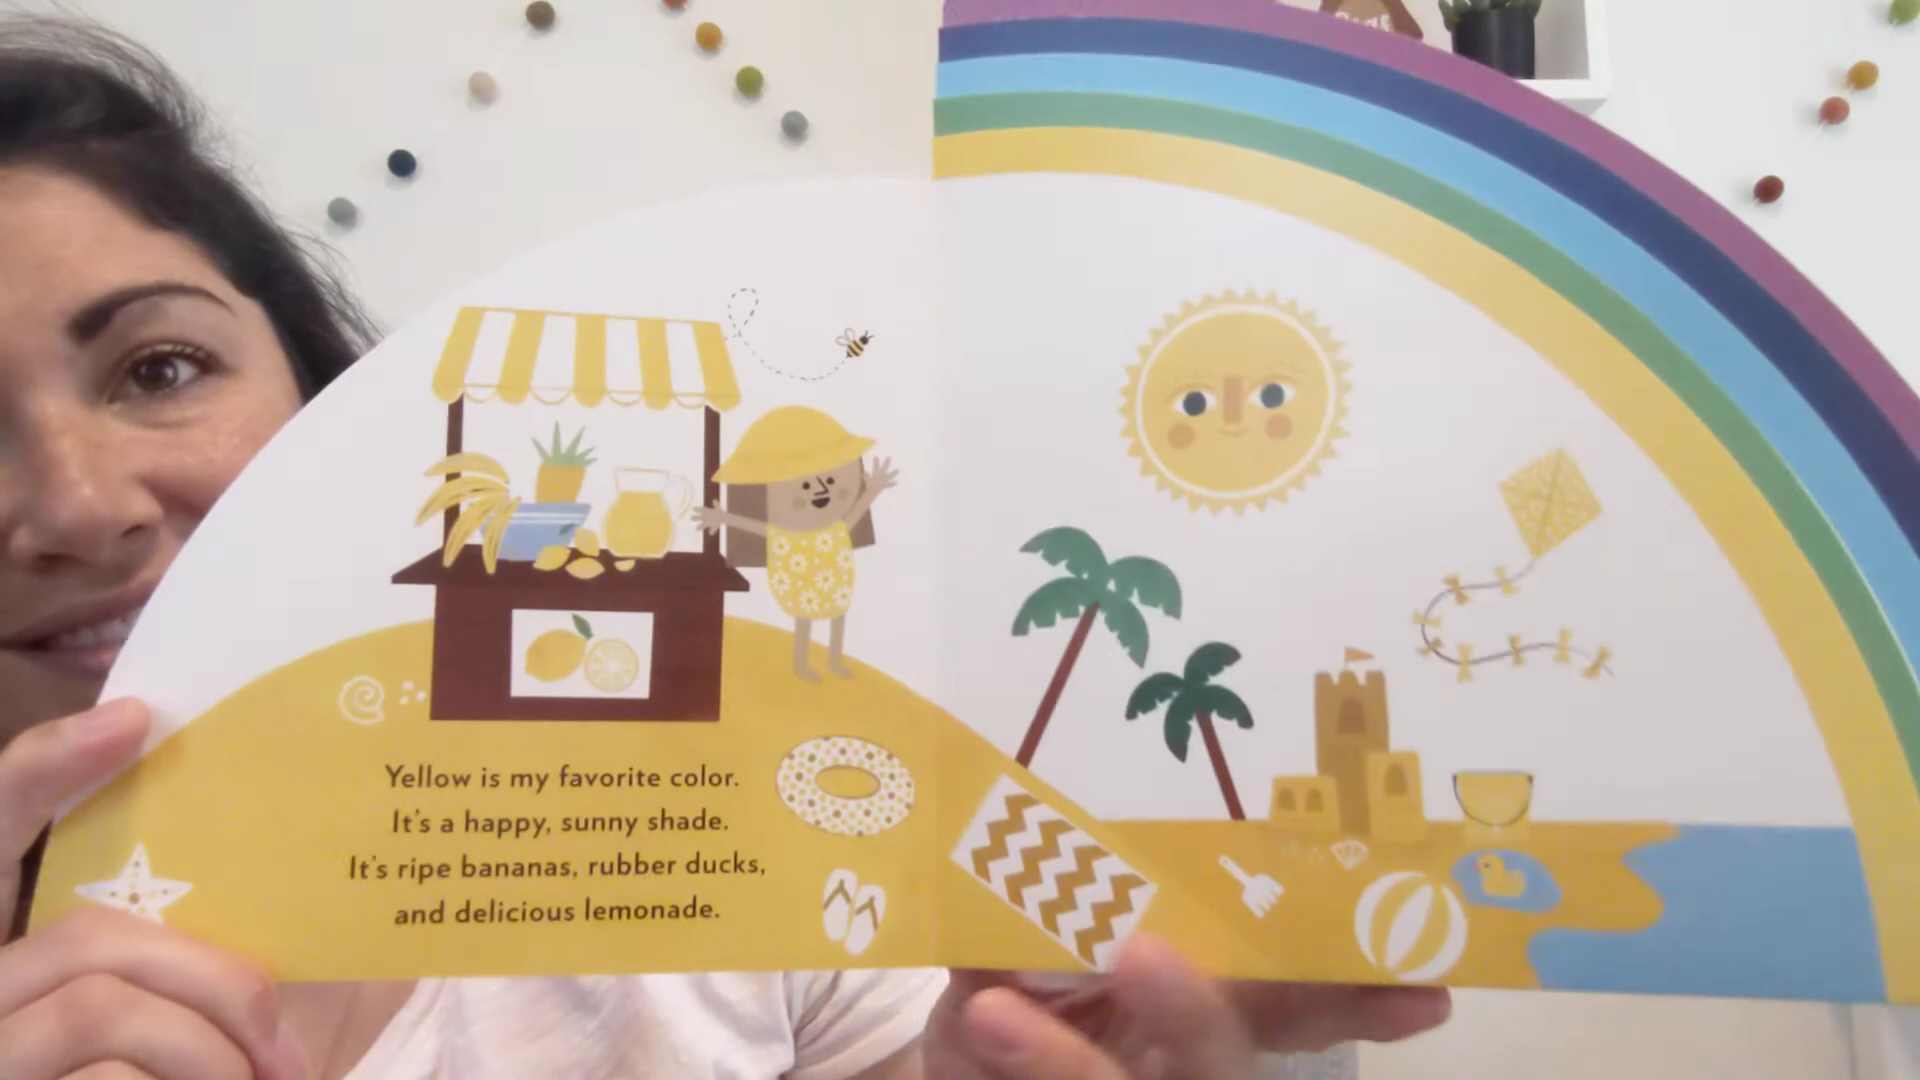 Yellow is my favorite color.
It's a happy, sunny shade.
It's ripe bananas, rubber ducks,
and delicious lemonade.